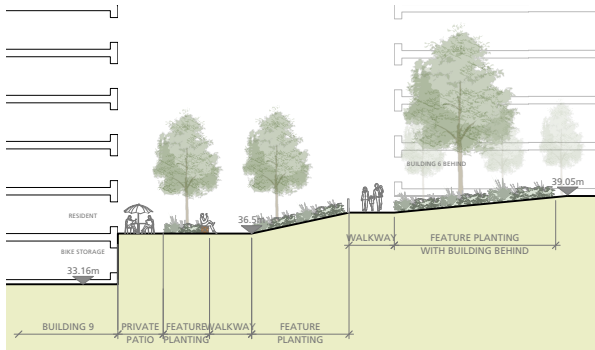 BUILDING 6 BEHIND
39.05m
RESIDENT
36.5m
WALKWAY
FEATURE PLANTING
WITH BUILDING BEHIND
BIKE STORAGE
33.16m
BUILDING 9
PRIVATE
PATIO
FEATURE
PLANTING
WALKWAY
FEATURE
PLANTING